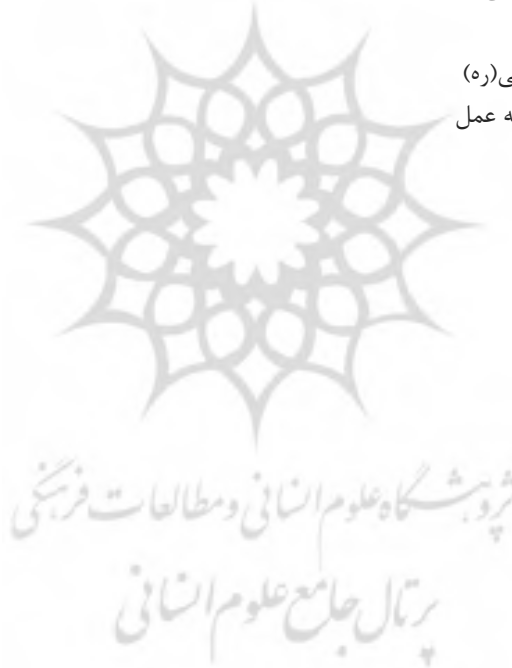 ی(ره)
ه عمل
پژوهشگاه علوم انسانی و مطالعات فرهنگی
پرتال جامع علوم انسانی